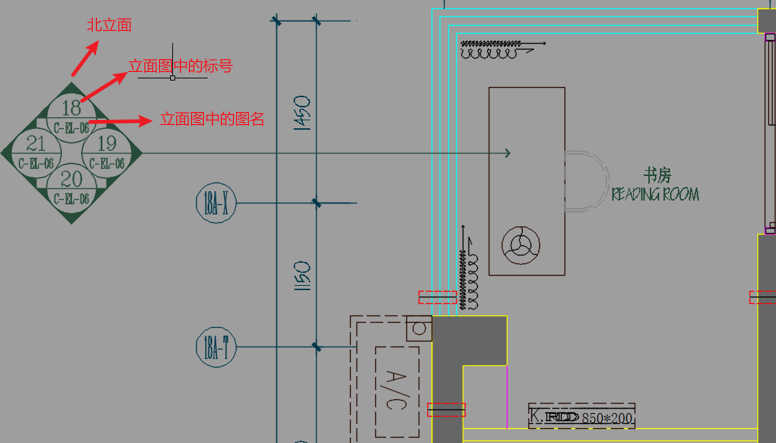 北立面
立面图中的标号
18
立面图中的图名
C-EL-06
21
19
C-EL-06
C-EL-06
20
C-EL-06
1450
18A-X
书房
READING ROOM
1150
18A-T
A/C
K.RDD 850*200